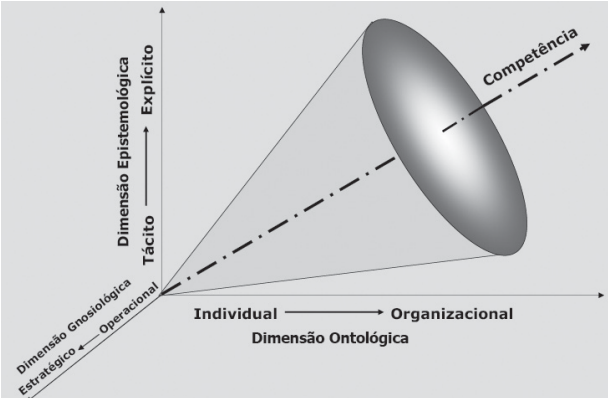 Competência
Dimensão Epistemológica
Tácito → Explícito
Dimensão Gnosiológica
Estratégico ← Operacional
Individual → Organizacional
Dimensão Ontológica